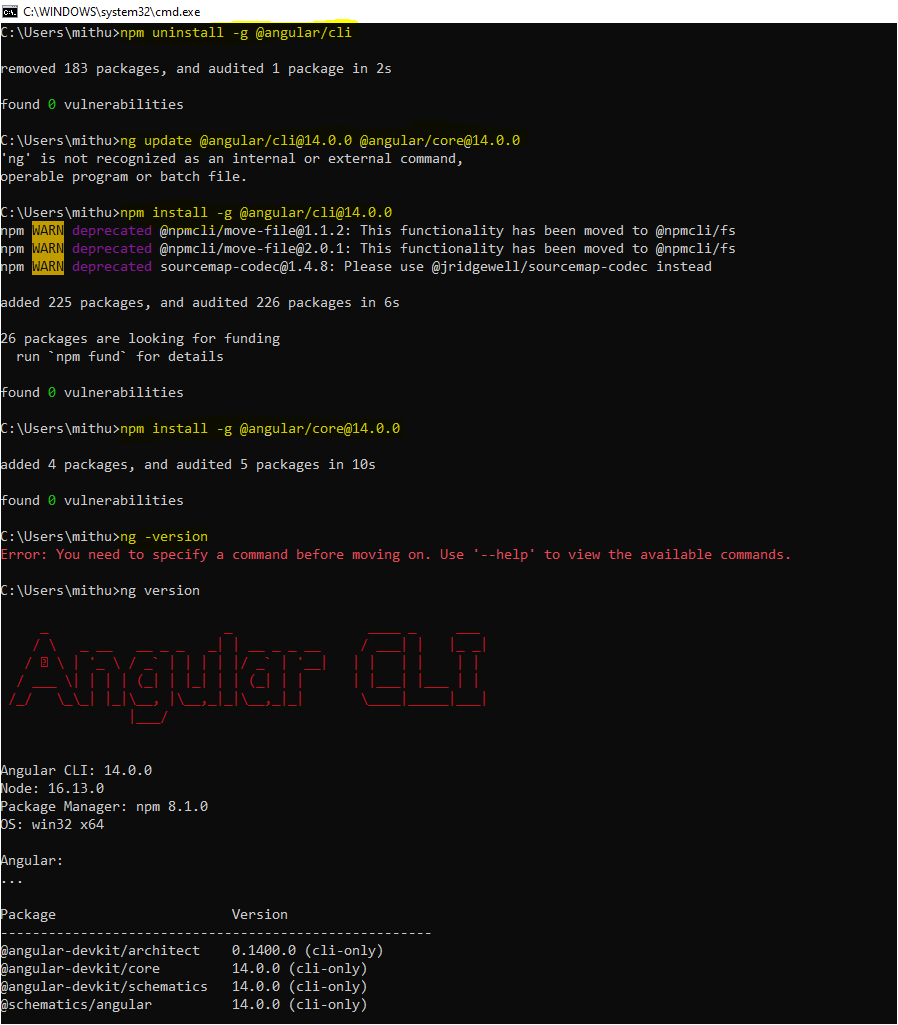 C:\WINDOWS\system32\cmd.exe
C:\Users\mithu>npm uninstall -g @angular/cli
removed 183 packages, and audited 1 package in 2s
found 0 vulnerabilities
C:\Users\mithu>ng update @angular/cli@14.0.0 @angular/core@14.0.0
'ng' is not recognized as an internal or external command,
operable program or batch file.
C:\Users\mithu>npm install -g @angular/cli@14.0.0
npm WARN deprecated @npmcli/move-file@1.1.2: This functionality has been moved to @npmcli/fs
npm WARN deprecated @npmcli/move-file@2.0.1: This functionality has been moved to @npmcli/fs
npm WARN deprecated sourcemap-codec@1.4.8: Please use @jridgewell/sourcemap-codec instead
added 225 packages, and audited 226 packages in 6s
26 packages are looking for funding
  run `npm fund` for details
found 0 vulnerabilities
C:\Users\mithu>npm install -g @angular/core@14.0.0
added 4 packages, and audited 5 packages in 10s
found 0 vulnerabilities
C:\Users\mithu>ng -version
Error: You need to specify a command before moving on. Use '--help' to view the available commands.
C:\Users\mithu>ng version
Angular CLI
Angular CLI: 14.0.0
Node: 16.13.0
Package Manager: npm 8.1.0
OS: win32 x64
Angular:
...
Package Version
------------------------------------------------------
@angular-devkit/architect 0.1400.0 (cli-only)
@angular-devkit/core 14.0.0 (cli-only)
@angular-devkit/schematics 14.0.0 (cli-only)
@schematics/angular 14.0.0 (cli-only)